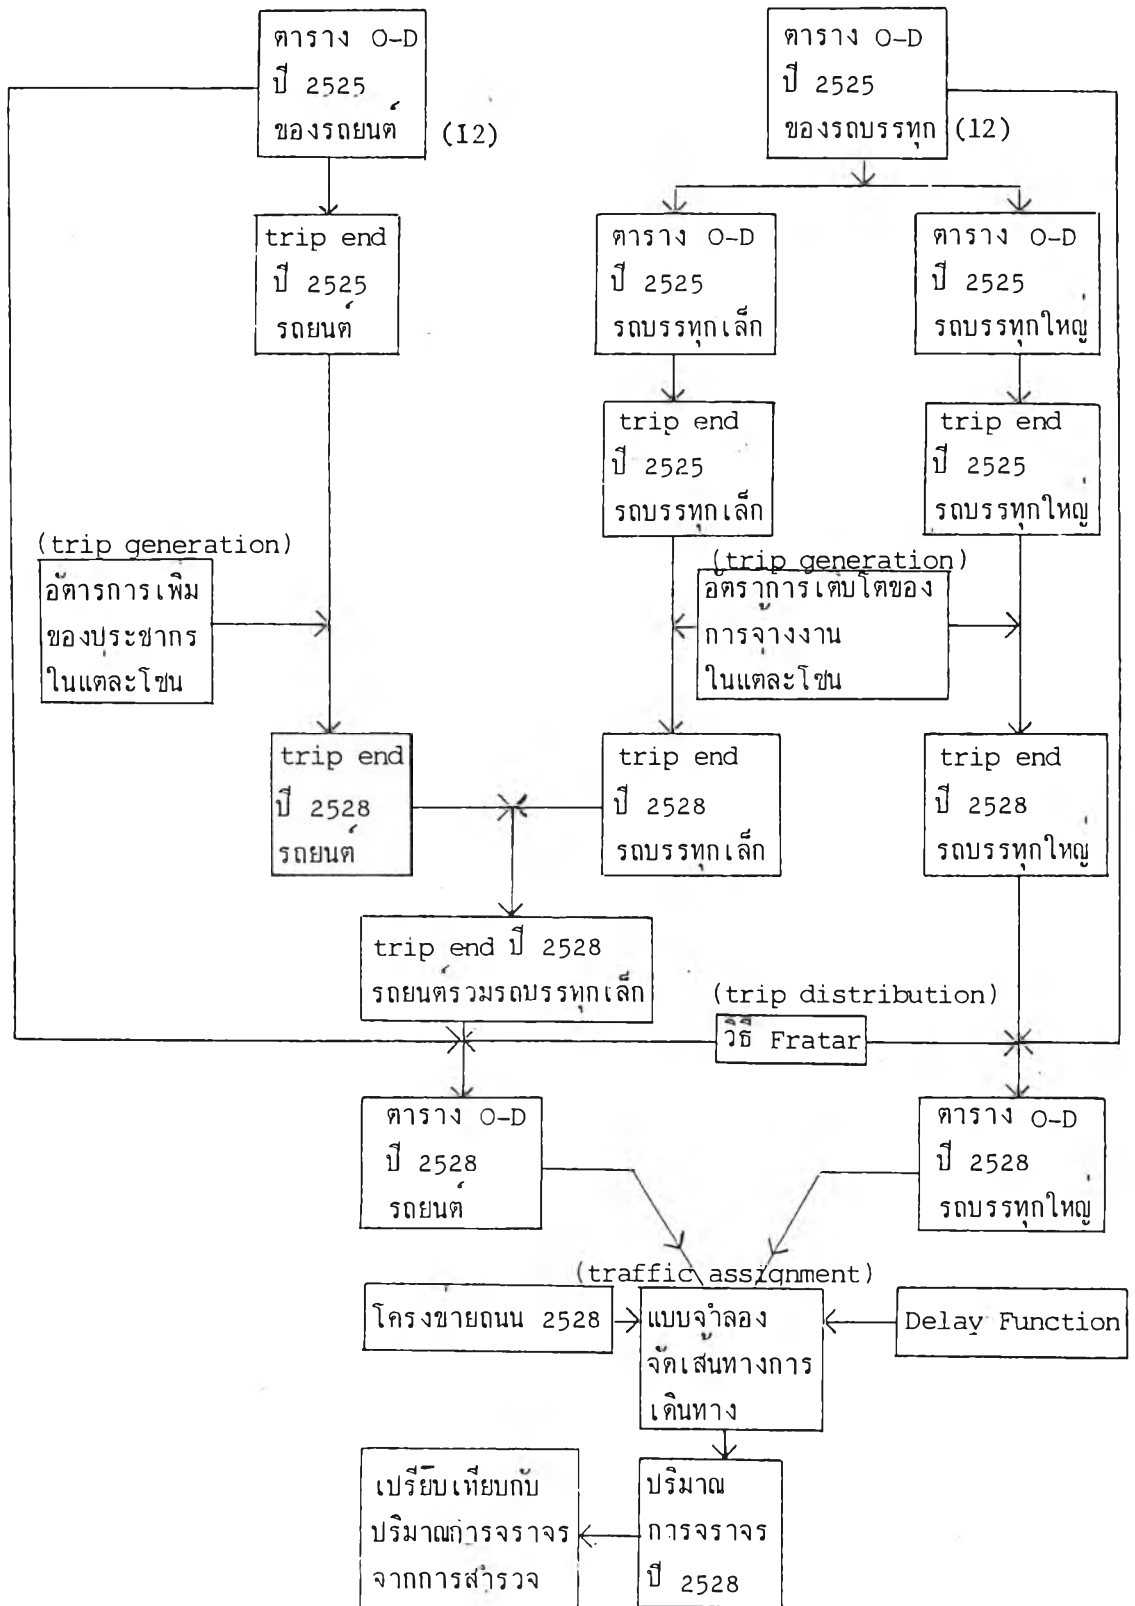 ตาราง O-D
ปี 2525
ของรถยนต์ (12)
ตาราง O-D
ปี 2525
ของรถบรรทุก (12)
trip end
ปี 2525
รถยนต์
ตาราง O-D
ปี 2525
รถบรรทุกเล็ก
ตาราง O-D
ปี 2525
รถบรรทุกใหญ่
trip end
ปี 2525
รถบรรทุกเล็ก
trip end
ปี 2525
รถบรรทุกใหญ่
(trip generation)
อัตารการเพิ่ม
ของประชากร
ในแต่ละโซน
(trip generation)
อัตราการเติบโตของ
การจ้างงาน
ในแต่ละโซน
trip end
ปี 2528
รถยนต์
trip end
ปี 2528
รถบรรทุกเล็ก
trip end
ปี 2528
รถบรรทุกใหญ่
trip end ปี 2528
รถยนต์รวมรถบรรทุกเล็ก
(trip distribution)
วิธี Fratar
ตาราง O-D
ปี 2528
รถยนต์
ตาราง O-D
ปี 2528
รถบรรทุกใหญ่
(traffic assignment)
โครงข่ายถนน 2528
แบบจำลอง
จัดเส้นทางการ
เดินทาง
Delay Function
ปริมาณ
การจราจร
ปี 2528
เปรียบเทียบกับ
ปริมาณการจราจร
จากการสำรวจ